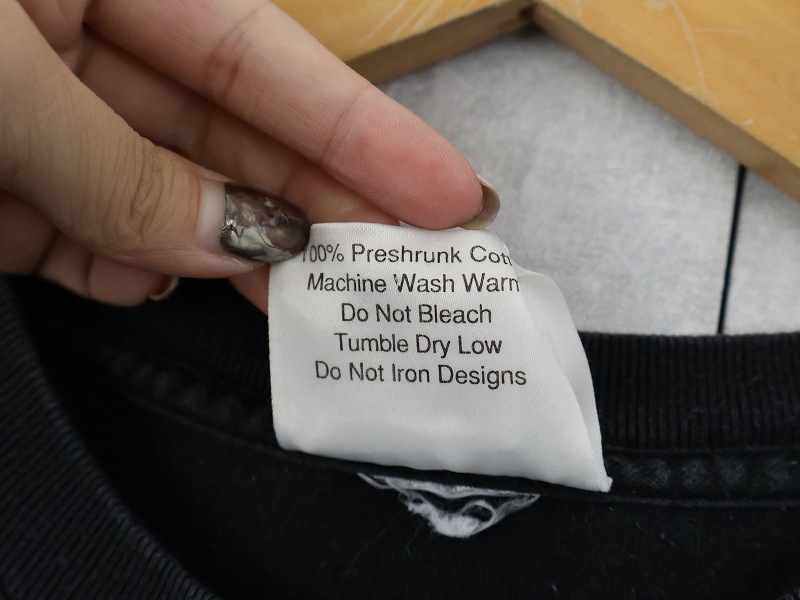 100% Preshrunk Cott
Machine Wash Warm
Do Not Bleach
Tumble Dry Low
Do Not Iron Designs